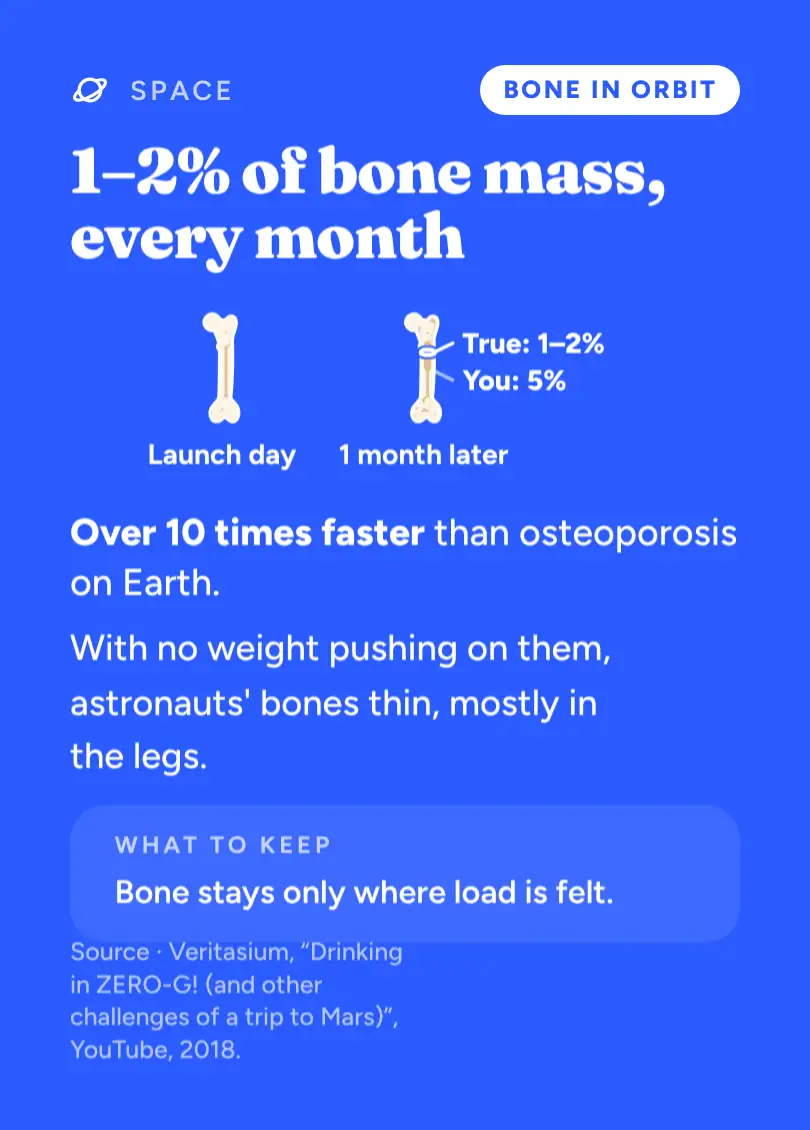 SPACE
BONE IN ORBIT
1–2% of bone mass,
every month
True: 1–2%
You: 5%
Launch day
1 month later
Over 10 times faster than osteoporosis
on Earth.
With no weight pushing on them,
astronauts' bones thin, mostly in
the legs.
WHAT TO KEEP
Bone stays only where load is felt.
Source · Veritasium, “Drinking
in ZERO-G! (and other
challenges of a trip to Mars)”,
YouTube, 2018.